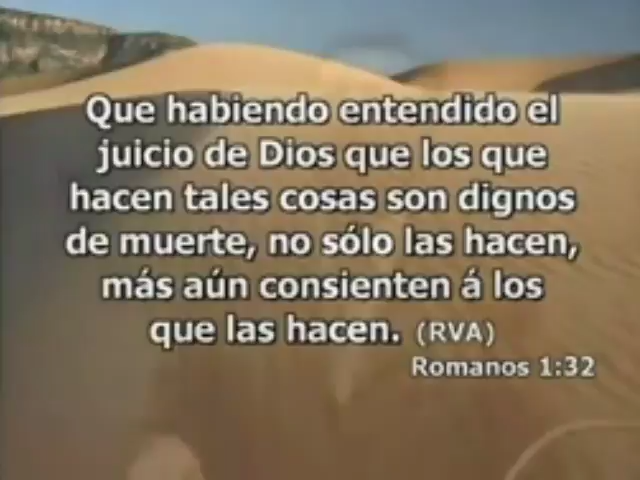 Que habiendo entendido el
juicio de Dios que los que
hacen tales cosas son dignos
de muerte, no sólo las hacen,
más aún consienten á los
que las hacen. (RVA)
Romanos 1:32